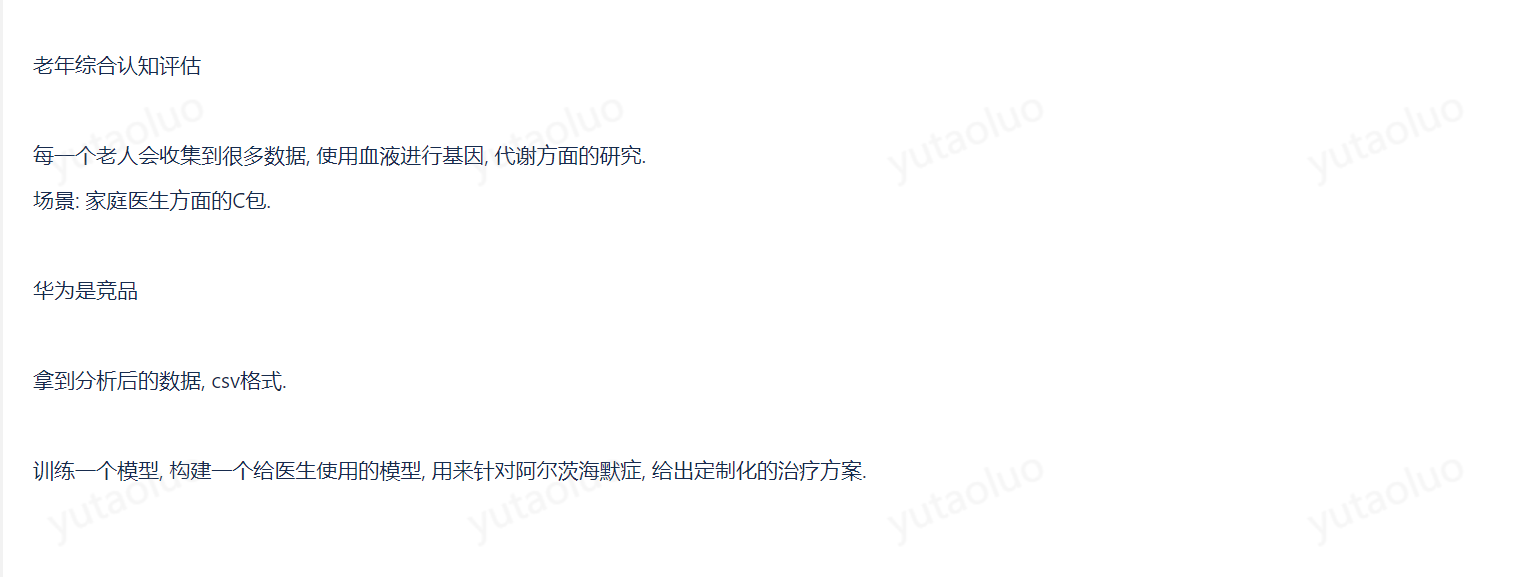 老年综合认知评估
每一个老人会收集到很多数据, 使用血液进行基因, 代谢方面的研究.
场景: 家庭医生方面的C包.
华为是竞品
拿到分析后的数据, csv格式.
训练一个模型, 构建一个给医生使用的模型, 用来针对阿尔茨海默症, 给出定制化的治疗方案.
yutaoluo
yutaoluo
yutaoluo
yutaoluo
yutaoluo
yutaoluo
yutaoluo
yutaoluo